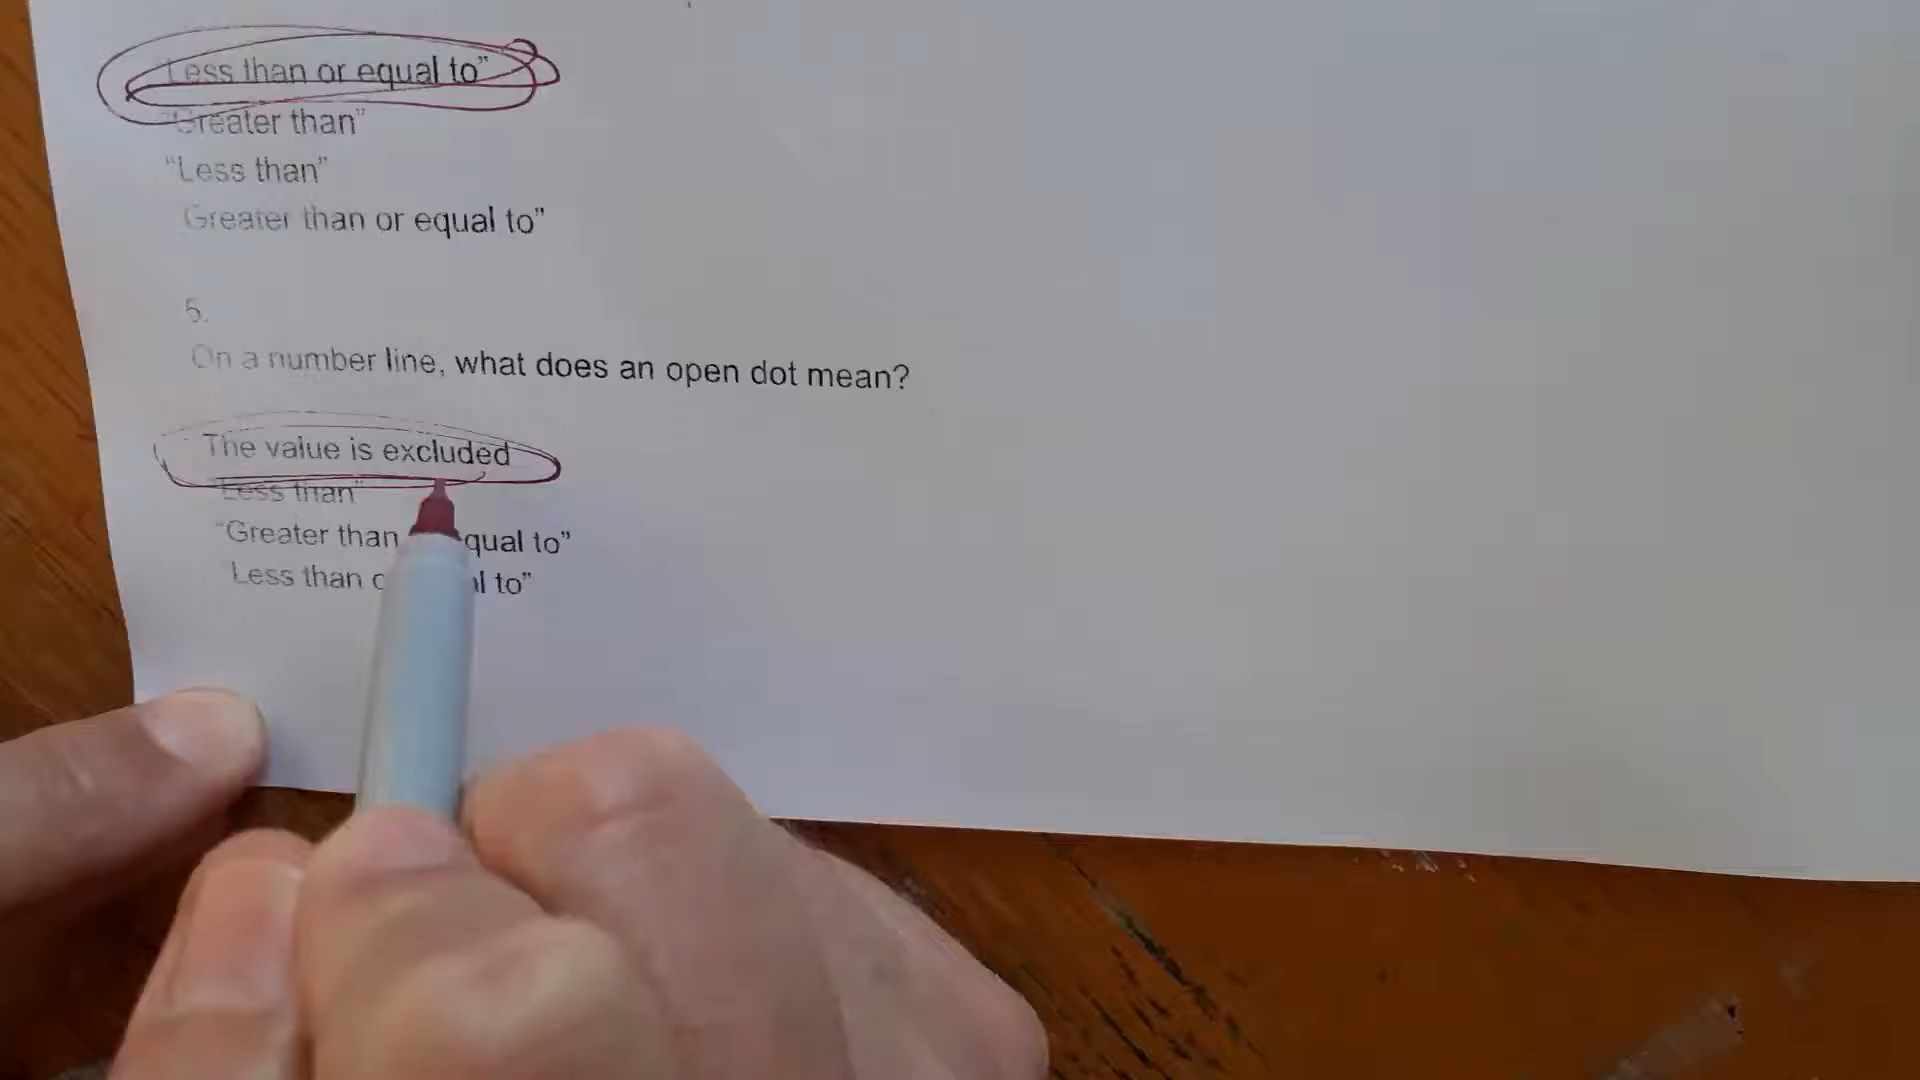 "Less than or equal to”
"Greater than”
“Less than”
Greater than or equal to”
5.
On a number line, what does an open dot mean?
The value is excluded
"Less than"
“Greater than equal to”
Less than to”